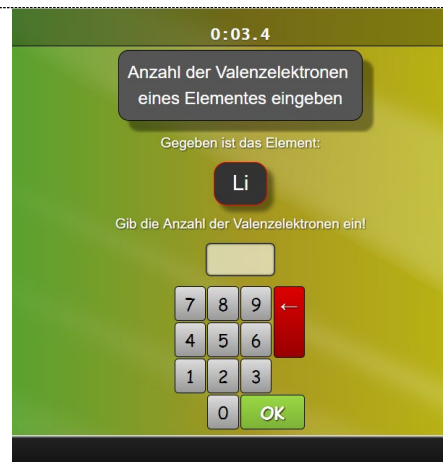 0:03.4
Anzahl der Valenzelektronen
eines Elementes eingeben
Gegeben ist das Element:
Li
Gib die Anzahl der Valenzelektronen ein!
7 8 9 ←
4 5 6
1 2 3
0 OK